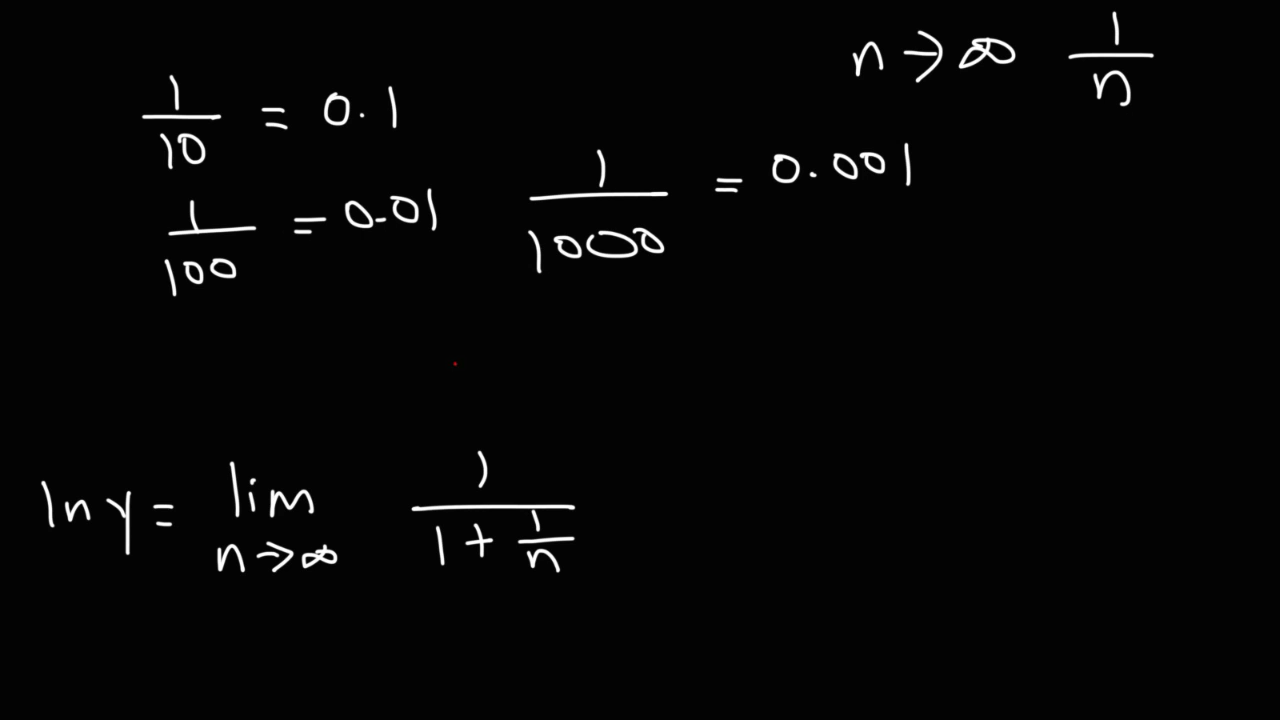 n → ∞ 1/n
1/10 = 0.1
1/100 = 0.01
1/1000 = 0.001
ln y = lim n→∞ 1/(1 + 1/n)